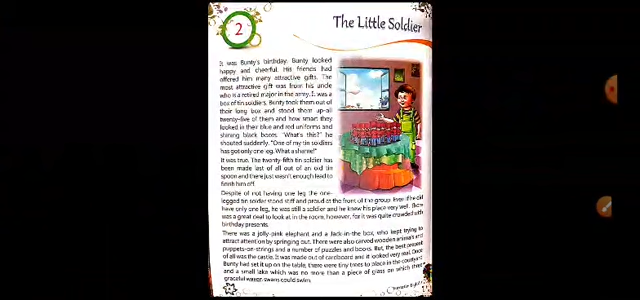 2
The Little Soldier
It was Bunty's birthday. Bunty looked
happy and cheerful. His friends had
offered him many attractive gifts. The
most attractive gift was from his uncle
who is a retired major in the army. I. was a
box of tin soldiers. Bunty took them out of
their long box and stood them up-all
twenty-five of them and how smart they
looked in their blue and red uniforms and
shining black boots. "What's this?" he
shouted suddenly. "One of my tin soldiers
has got only one leg. What a shame!"
It was true. The twenty-fifth tin soldier has
been made last of all out of an old tin
spoon and there just wasn't enough lead to
finish him off.
Despite of not having one leg the one-
legged tin soldier stood stiff and proud at the front of the group. Even if he did
have only one leg, he was still a soldier and he knew his place very well. There
was a great deal to look at in the room, however, for it was quite crowded with
birthday presents.
There was a jolly-pink elephant and a Jack-in-the box, who kept trying to
attract attention by springing out. There were also carved wooden animals and
puppets-on-strings and a number of puzzles and books. But, the best present
of all was the castle. It was made out of cardboard and it looked very real. Once
Bunty had set it up on the table, there were tiny trees to place in the courtyard
and a small lake which was no more than a piece of glass on which three
graceful waxen swans could swim.